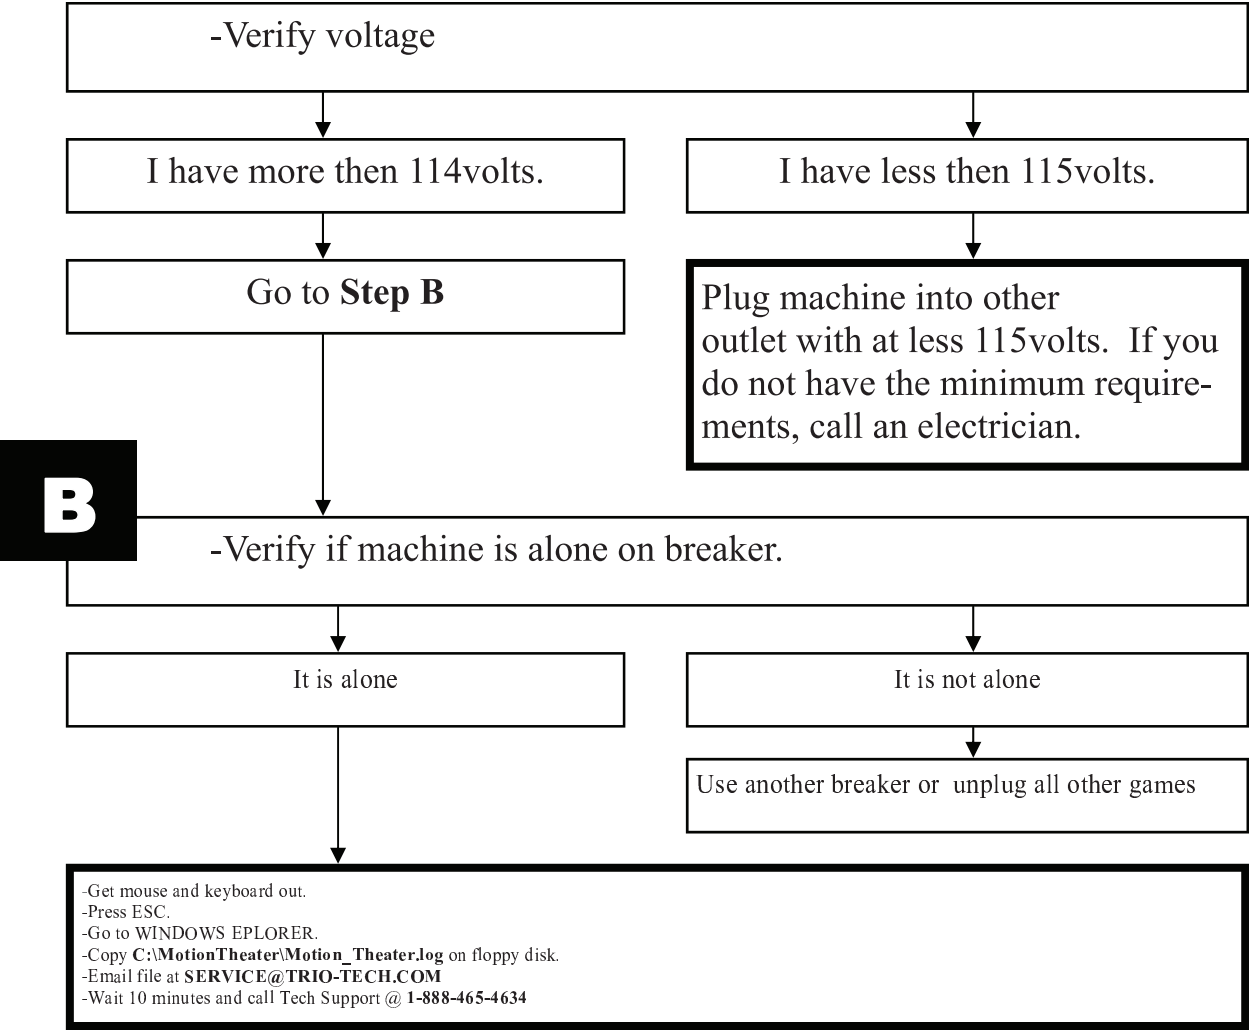 -Verify voltage
I have more then 114volts.
I have less then 115volts.
Go to Step B
Plug machine into other
outlet with at less 115volts.  If you
do not have the minimum require-
ments, call an electrician.
B
-Verify if machine is alone on breaker.
It is alone
It is not alone
Use another breaker or  unplug all other games
-Get mouse and keyboard out.
-Press ESC.
-Go to WINDOWS EPLORER.
-Copy C:\MotionTheater\Motion_Theater.log on floppy disk.
-Email file at SERVICE@TRIO-TECH.COM
-Wait 10 minutes and call Tech Support @ 1-888-465-4634